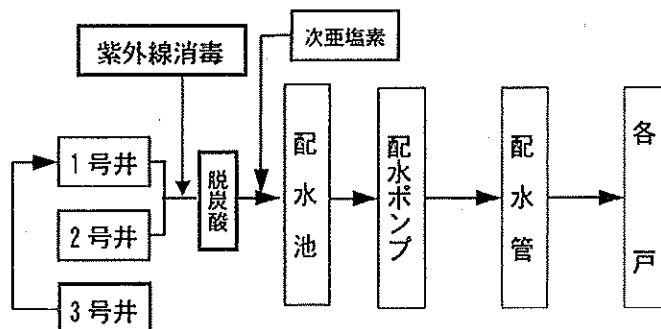 紫外線消毒
次亜塩素
1号井
2号井
3号井
脱炭酸
配水池
配水ポンプ
配水管
各戸